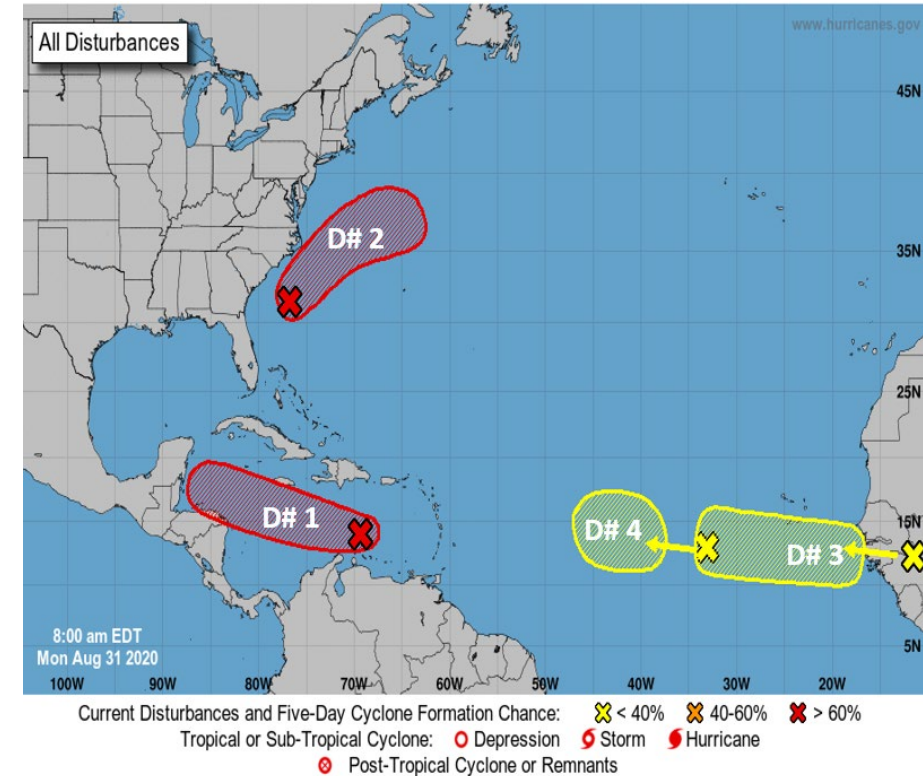 All Disturbances
www.hurricanes.gov
45N
D# 2
35N
25N
D# 1
D# 4
D# 3
15N
8:00 am EDT
Mon Aug 31 2020
5N
100W 90W 80W 70W 60W 50W 40W 30W 20W
Current Disturbances and Five-Day Cyclone Formation Chance: < 40% 40-60% > 60%
Tropical or Sub-Tropical Cyclone: Depression Storm Hurricane
Post-Tropical Cyclone or Remnants